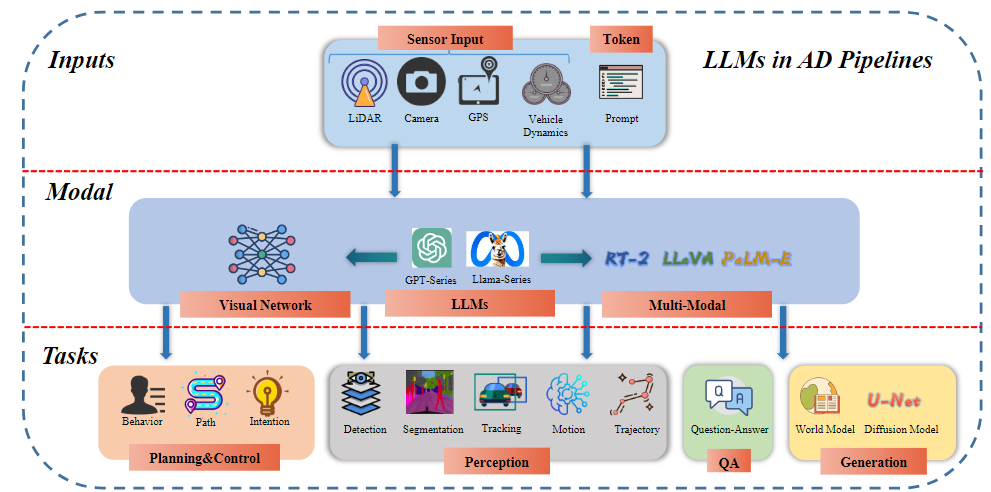 Inputs
Sensor Input
Token
LLMs in AD Pipelines
LiDAR
Camera
GPS
Vehicle
Dynamics
Prompt
Modal
GPT-Series
Llama-Series
RT-2
LLaVA
PaLM-E
Visual Network
LLMs
Multi-Modal
Tasks
Behavior
Path
Intention
Detection
Segmentation
Tracking
Motion
Trajectory
Q
A
Question-Answer
World Model
U-Net
Diffusion Model
Planning&Control
Perception
QA
Generation